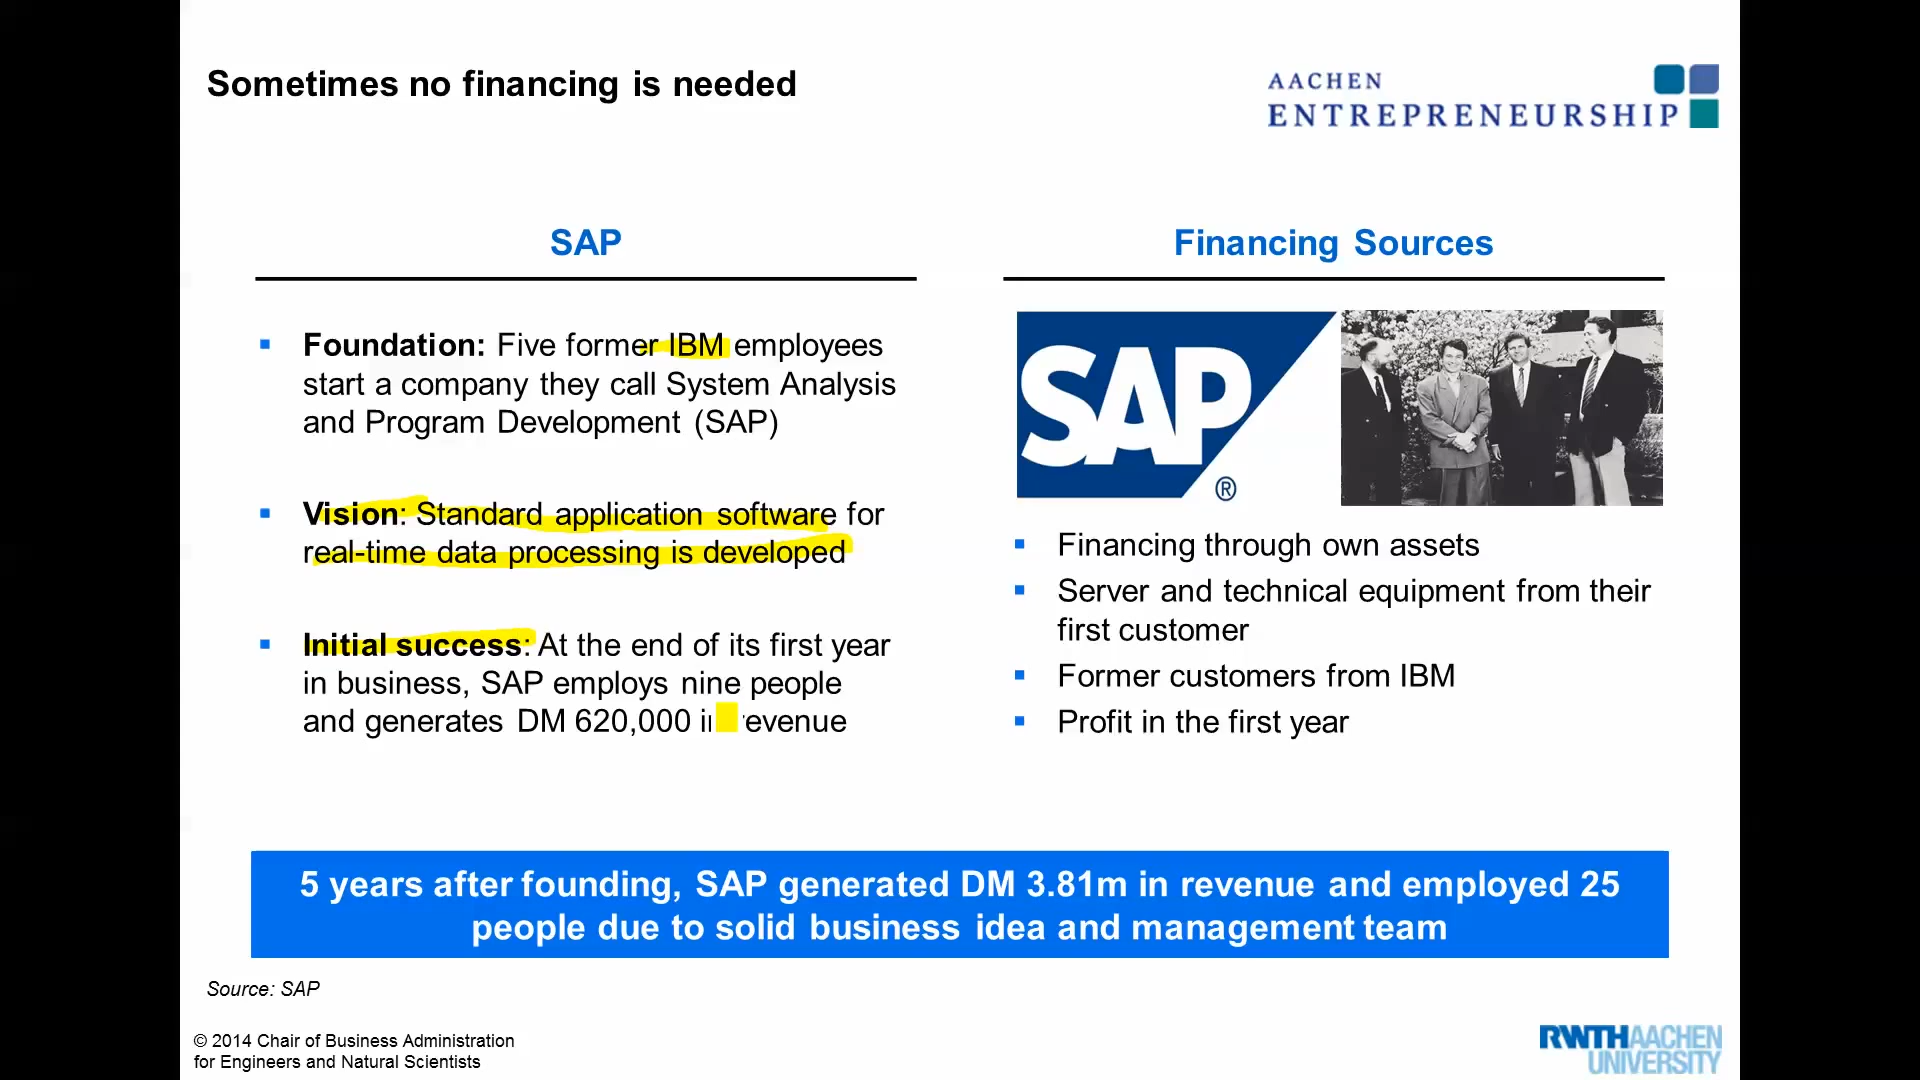 Sometimes no financing is needed
AACHEN
ENTREPRENEURSHIP
SAP
Foundation: Five former IBM employees
start a company they call System Analysis
and Program Development (SAP)
Vision: Standard application software for
real-time data processing is developed
Initial success: At the end of its first year
in business, SAP employs nine people
and generates DM 620,000
Financing Sources
SAP
®
Financing through own assets
Server and technical equipment from their
first customer
Former customers from IBM
Profit in the first year
5 years after founding, SAP generated DM 3.81m in revenue and employed 25
people due to solid business idea and management team
Source: SAP
© 2014 Chair of Business Administration
for Engineers and Natural Scientists
RWTHAACHEN
UNIVERSITY